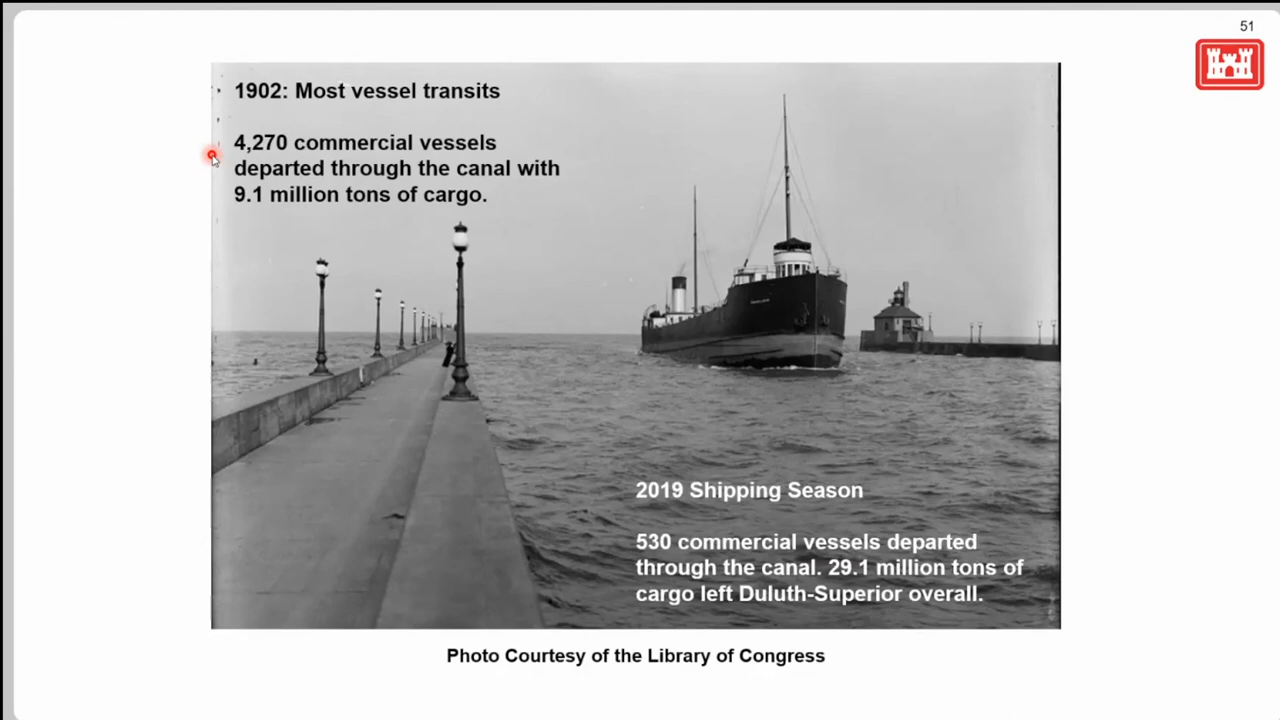 51
1902: Most vessel transits
4,270 commercial vessels
departed through the canal with
9.1 million tons of cargo.
2019 Shipping Season
530 commercial vessels departed
through the canal. 29.1 million tons of
cargo left Duluth-Superior overall.
Photo Courtesy of the Library of Congress